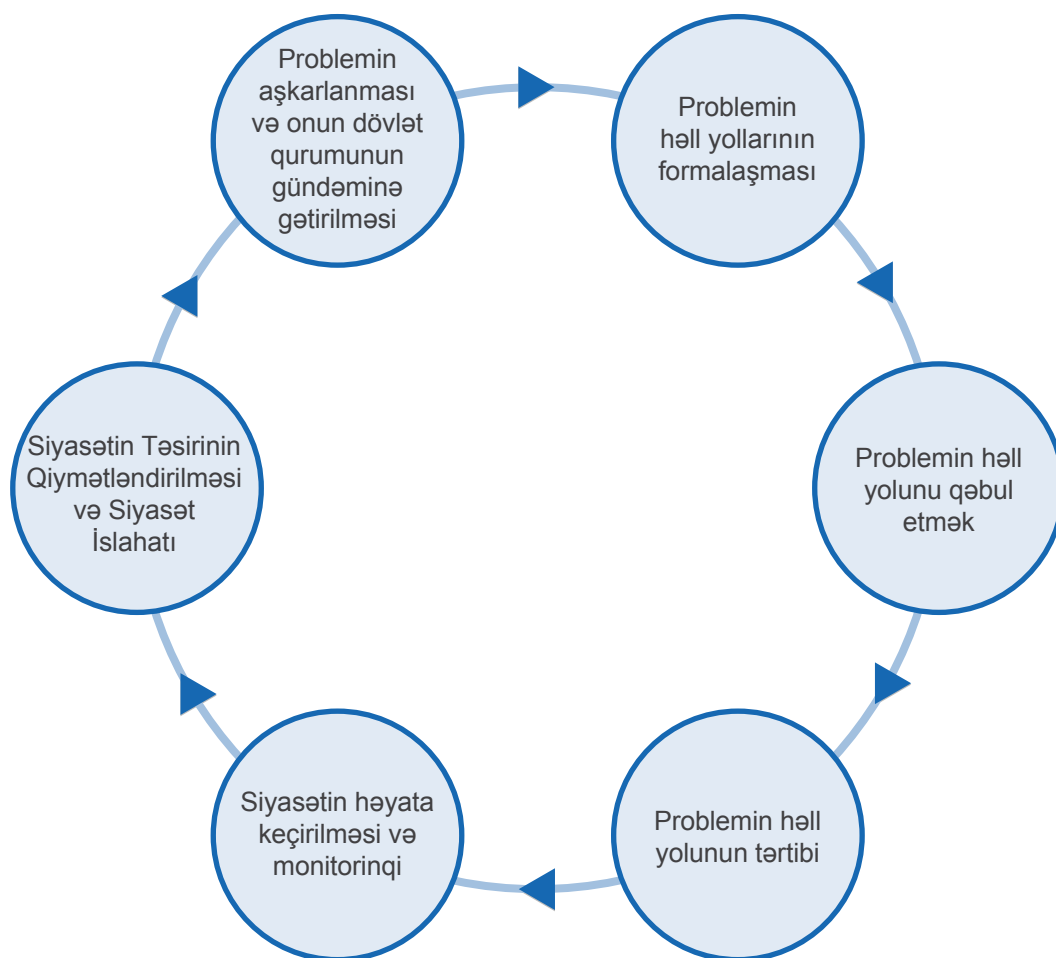 Problemin
aşkarlanması
və onun dövlət
qurumunun
gündəminə
gətirilməsi
Problemin
həll yollarının
formalaşması
Problemin həll
yolunu qəbul
etmək
Problemin həll
yolunun tərtibi
Siyasətin həyata
keçirilməsi və
monitorinqi
Siyasətin Təsirinin
Qiymətləndirilməsi
və Siyasət
İslahatı